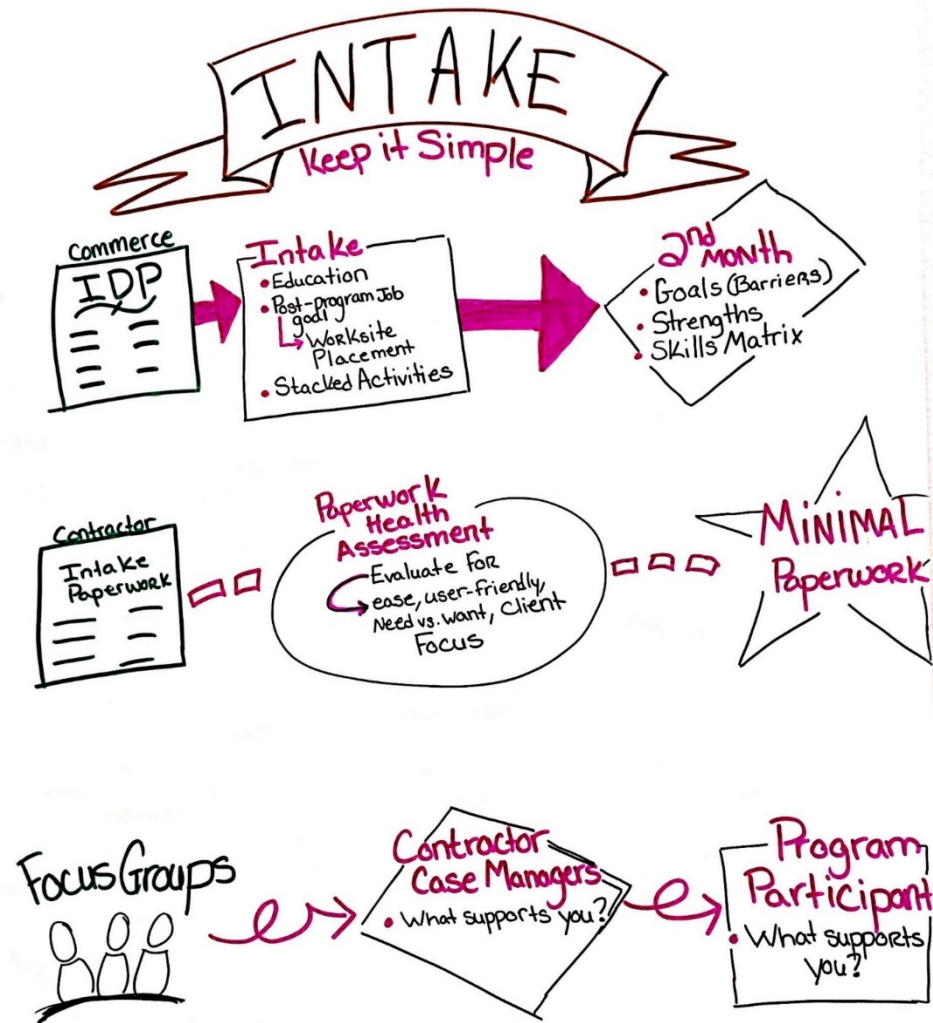 INTAKE
Keep it Simple
Commerce
IDP
Intake
• Education
• Post-program Job
goal
Worksite
Placement
• Stacked Activities
2nd
Month
• Goals (Barriers)
• Strengths
• Skills Matrix
Contractor
Intake
Paperwork
Paperwork
Health
Assessment
Evaluate For
ease, user-friendly,
Need vs. want, Client
Focus
Minimal
Paperwork
Focus Groups
Contractor
Case Managers
• What supports you?
Program
Participant
• What supports
you?